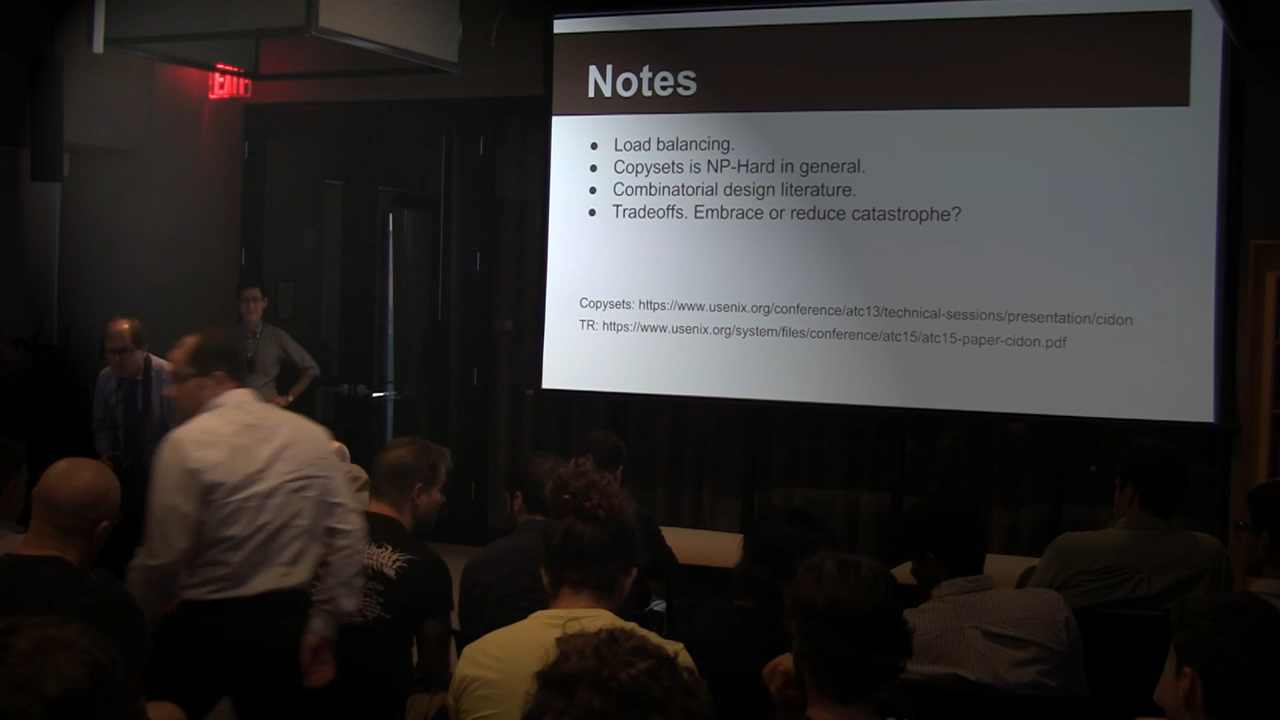 EXIT
Notes
● Load balancing.
● Copysets is NP-Hard in general.
● Combinatorial design literature.
● Tradeoffs. Embrace or reduce catastrophe?
Copysets: https://www.usenix.org/conference/atc13/technical-sessions/presentation/cidon
TR: https://www.usenix.org/system/files/conference/atc15/atc15-paper-cidon.pdf